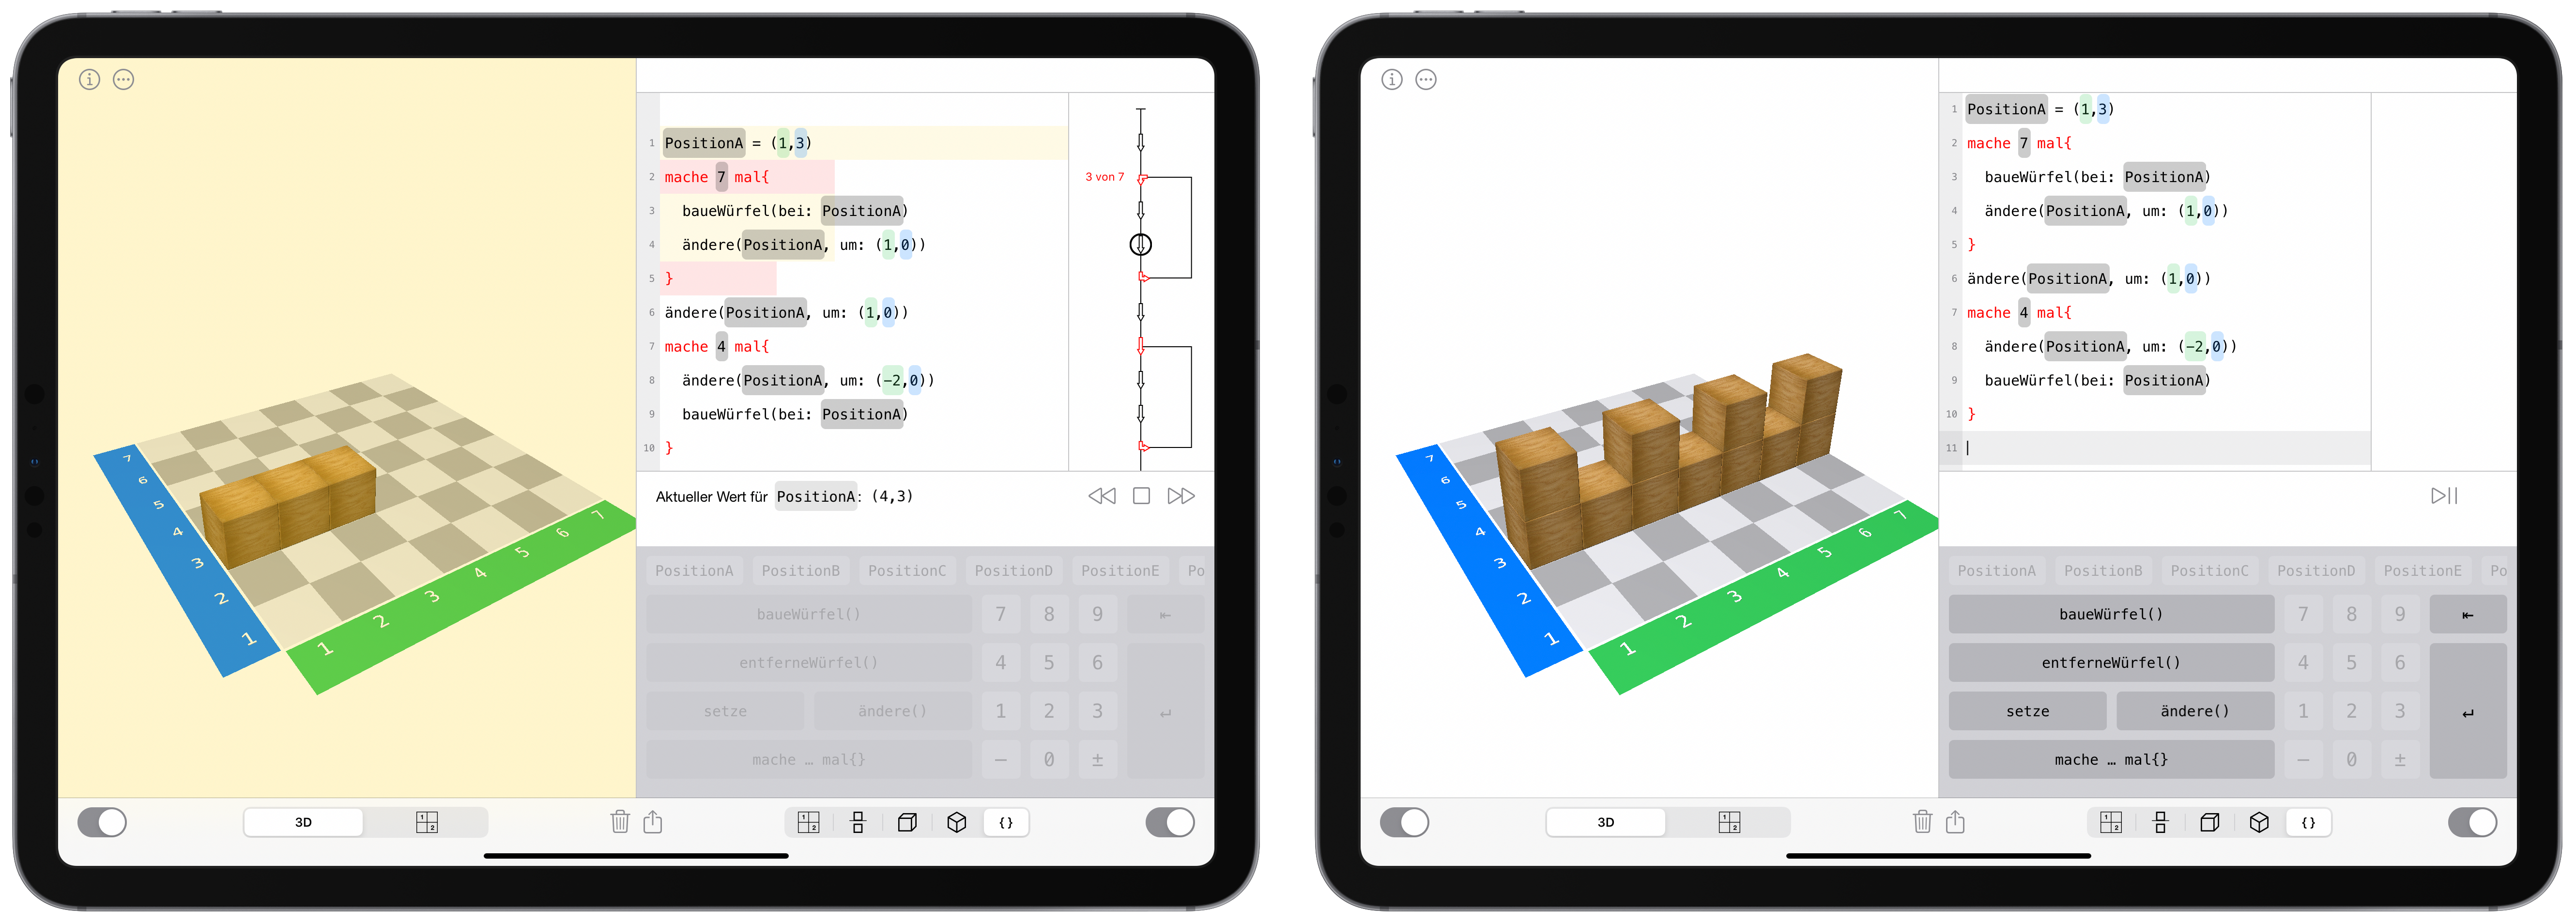 1 PositionA = (1,3)
2 mache 7 mal{
3 baueWürfel(bei: PositionA)
4 ändere(PositionA, um: (1,0))
5 }
6 ändere(PositionA, um: (1,0))
7 mache 4 mal{
8 ändere(PositionA, um: (−2,0))
9 baueWürfel(bei: PositionA)
10 }
3 von 7
7
6
5
4
3
2
1
1 2 3 4 5 6 7
Aktueller Wert für PositionA: (4,3)
PositionA PositionB PositionC PositionD PositionE Po
baueWürfel() 7 8 9 ⇤
entferneWürfel() 4 5 6
setze ändere() 1 2 3 ↵
mache … mal{} – 0 ±
3D 1 2 1 2 { }
1 PositionA = (1,3)
2 mache 7 mal{
3 baueWürfel(bei: PositionA)
4 ändere(PositionA, um: (1,0))
5 }
6 ändere(PositionA, um: (1,0))
7 mache 4 mal{
8 ändere(PositionA, um: (−2,0))
9 baueWürfel(bei: PositionA)
10 }
11
7
6
5
4
3
2
1
1 2 3 4 5 6 7
PositionA PositionB PositionC PositionD PositionE Po
baueWürfel() 7 8 9 ⇤
entferneWürfel() 4 5 6
setze ändere() 1 2 3 ↵
mache … mal{} – 0 ±
3D 1 2 1 2 { }